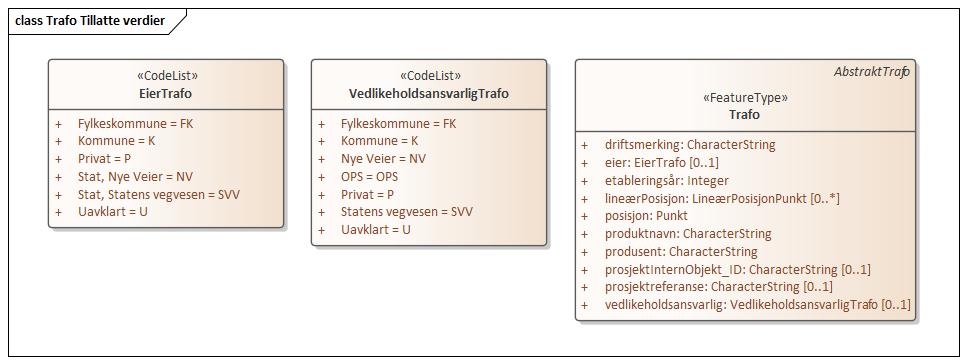 class Trafo Tillatte verdier
«CodeList»
EierTrafo
+ Fylkeskommune = FK
+ Kommune = K
+ Privat = P
+ Stat, Nye Veier = NV
+ Stat, Statens vegvesen = SVV
+ Uavklart = U
«CodeList»
VedlikeholdsansvarligTrafo
+ Fylkeskommune = FK
+ Kommune = K
+ Nye Veier = NV
+ OPS = OPS
+ Privat = P
+ Statens vegvesen = SVV
+ Uavklart = U
AbstraktTrafo
«FeatureType»
Trafo
+ driftsmerking: CharacterString
+ eier: EierTrafo [0..1]
+ etableringsår: Integer
+ lineærPosisjon: LineærPosisjonPunkt [0..*]
+ posisjon: Punkt
+ produktnavn: CharacterString
+ produsent: CharacterString
+ prosjektInternObjekt_ID: CharacterString [0..1]
+ prosjektreferanse: CharacterString [0..1]
+ vedlikeholdsansvarlig: VedlikeholdsansvarligTrafo [0..1]